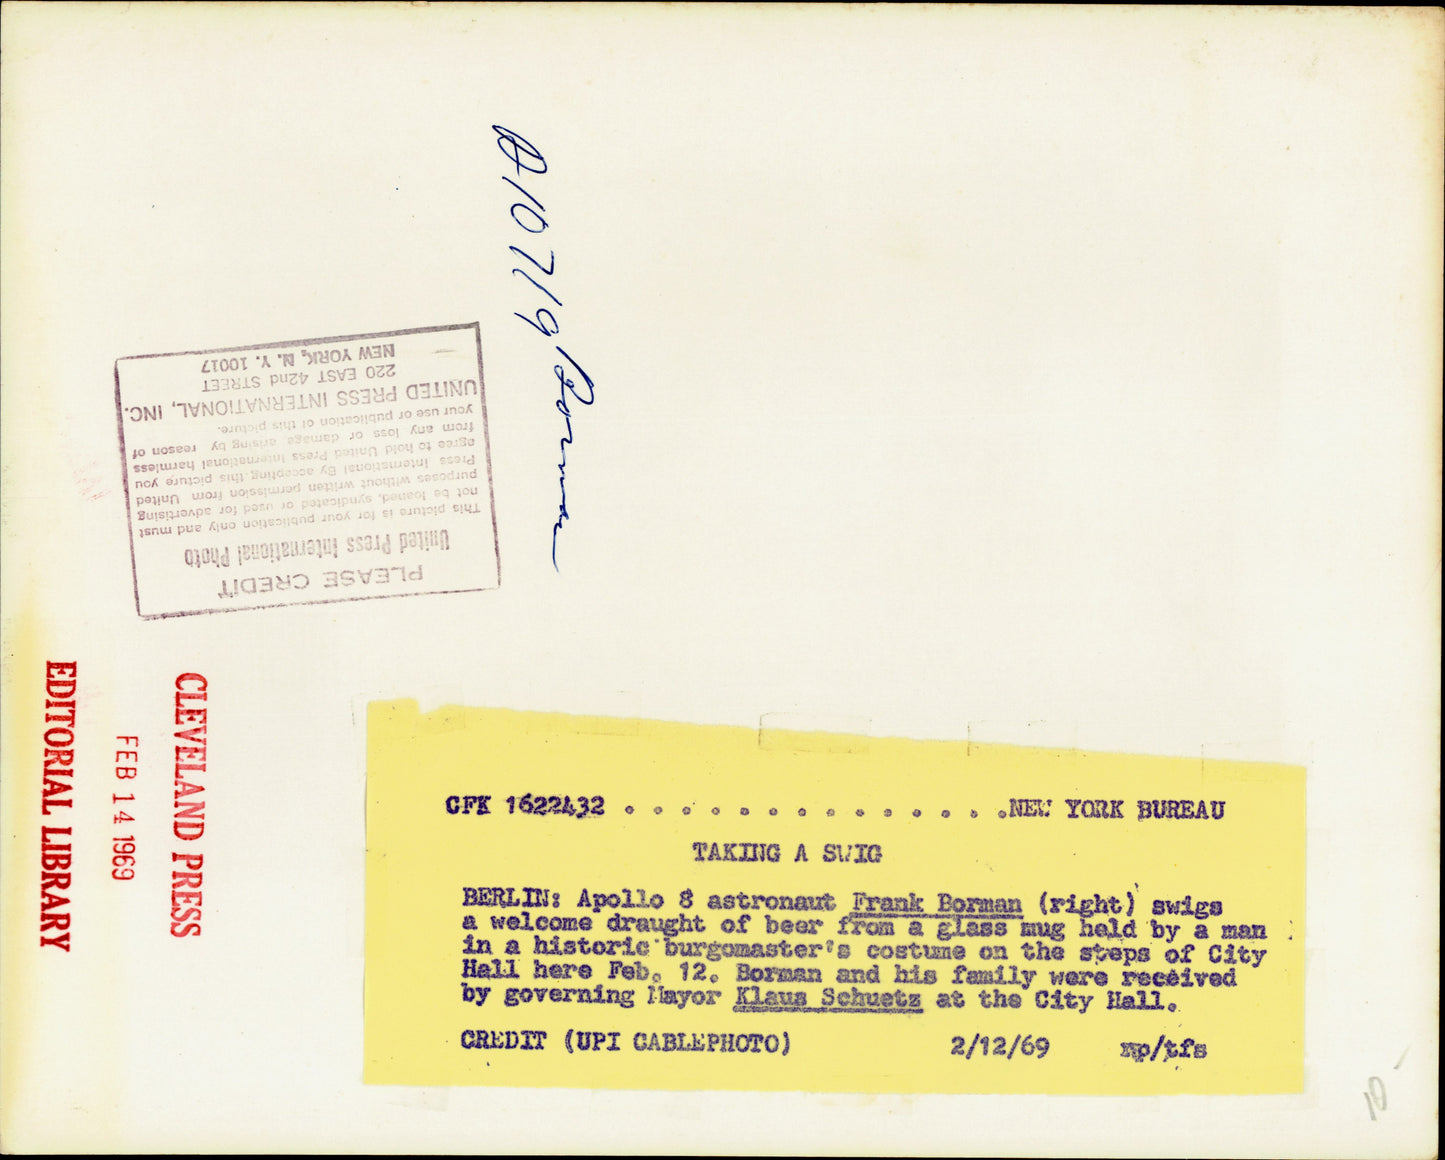 A107191 Borman
NEW YORK, N. Y. 10017
220 EAST 42nd STREET
UNITED PRESS INTERNATIONAL, INC.
your use or publication of this picture.
from any loss or damage arising by reason of
agree to hold United Press International harmless
Press International By accepting this picture you
purposes without written permission from United
not be loaned, syndicated or used for advertising
This picture is for your publication only and must
United Press International Photo
PLEASE CREDIT
CLEVELAND PRESS
FEB 14 1969
EDITORIAL LIBRARY
CFK 1622432 . . . . . . . . . . . . . .NEW YORK BUREAU
TAKING A SWIG
BERLIN: Apollo 8 astronaut Frank Borman (right) swigs
a welcome draught of beer from a glass mug held by a man
in a historic burgomaster's costume on the steps of City
Hall here Feb. 12. Borman and his family were received
by governing Mayor Klaus Schuetz at the City Hall.
CREDIT (UPI CABLEPHOTO) 2/12/69 mp/tfs
10